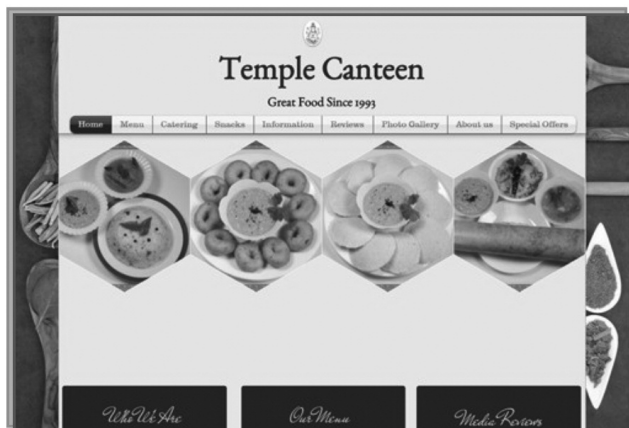 Temple Canteen
Great Food Since 1993
Home Menu Catering Snacks Information Reviews Photo Gallery About us Special Offers
Who We Are Our Menu Media Reviews